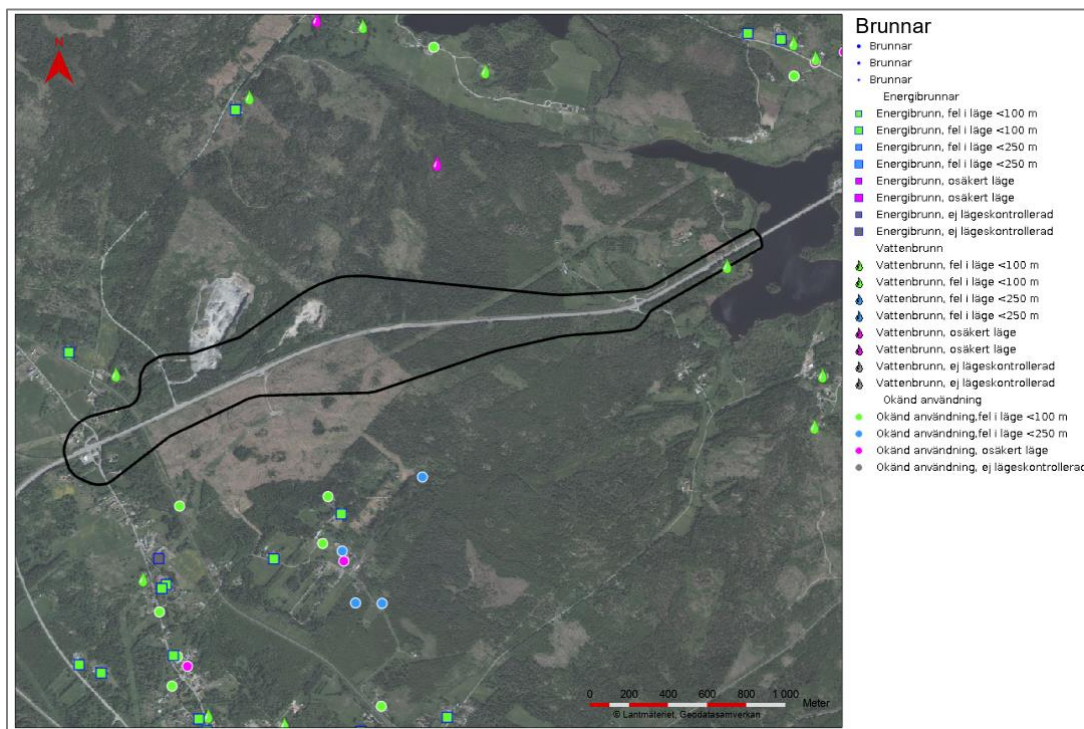 N
Brunnar
Brunnar
Brunnar
Brunnar
Energibrunnar
Energibrunn, fel i läge <100 m
Energibrunn, fel i läge <100 m
Energibrunn, fel i läge <250 m
Energibrunn, fel i läge <250 m
Energibrunn, osäkert läge
Energibrunn, osäkert läge
Energibrunn, ej lägeskontrollerad
Energibrunn, ej lägeskontrollerad
Vattenbrunn
Vattenbrunn, fel i läge <100 m
Vattenbrunn, fel i läge <100 m
Vattenbrunn, fel i läge <250 m
Vattenbrunn, fel i läge <250 m
Vattenbrunn, osäkert läge
Vattenbrunn, osäkert läge
Vattenbrunn, ej lägeskontrollerad
Vattenbrunn, ej lägeskontrollerad
Okänd användning
Okänd användning,fel i läge <100 m
Okänd användning,fel i läge <250 m
Okänd användning, osäkert läge
Okänd användning, ej lägeskontrollerad
0 200 400 600 800 1 000
Meter
© Lantmäteriet, Geodatasamverkan